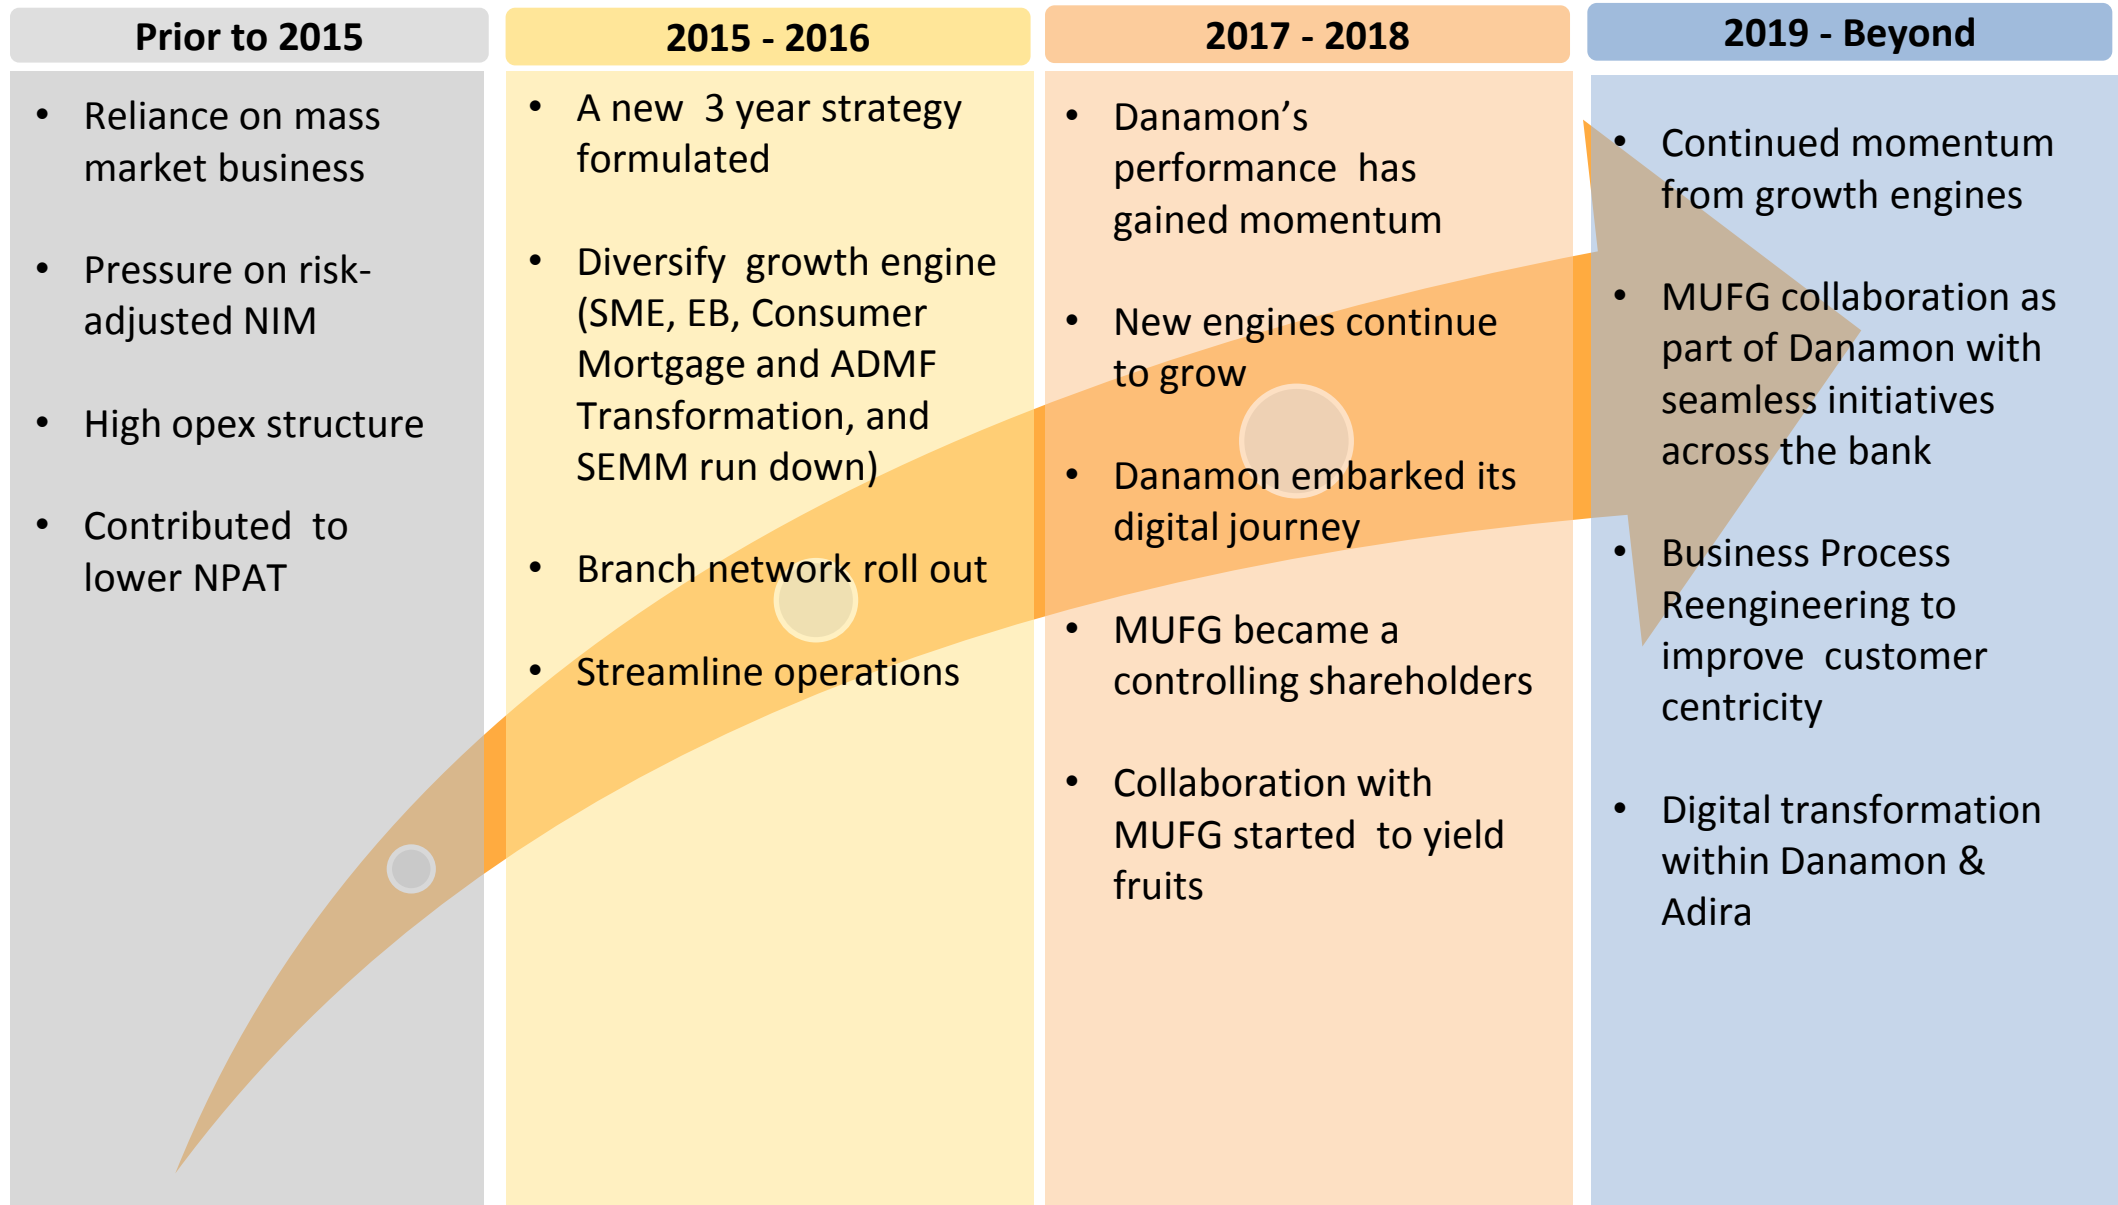 Prior to 2015
• Reliance on mass
market business
• Pressure on risk-
adjusted NIM
• High opex structure
• Contributed to
lower NPAT
2015 - 2016
• A new 3 year strategy
formulated
• Diversify growth engine
(SME, EB, Consumer
Mortgage and ADMF
Transformation, and
SEMM run down)
• Branch network roll out
• Streamline operations
2017 - 2018
• Danamon’s
performance has
gained momentum
• New engines continue
to grow
• Danamon embarked its
digital journey
• MUFG became a
controlling shareholders
• Collaboration with
MUFG started to yield
fruits
2019 - Beyond
• Continued momentum
from growth engines
• MUFG collaboration as
part of Danamon with
seamless initiatives
across the bank
• Business Process
Reengineering to
improve customer
centricity
• Digital transformation
within Danamon &
Adira